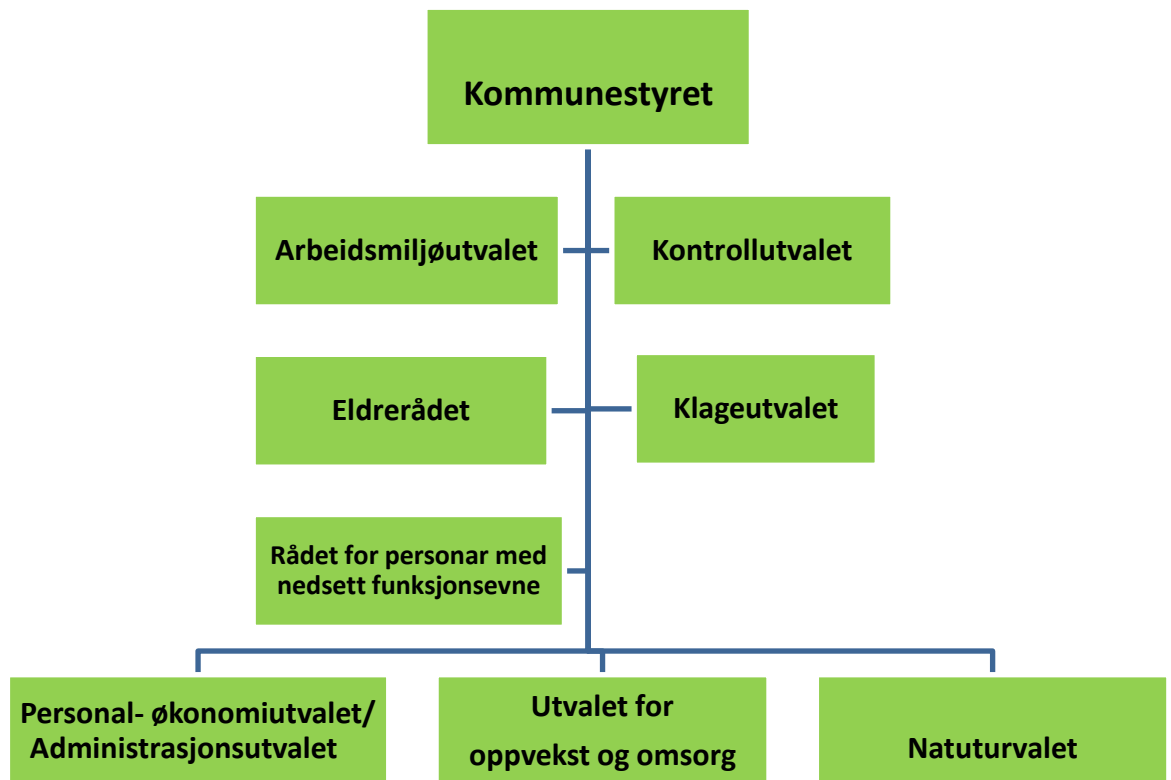 Kommunestyret
Arbeidsmiljøutvalet
Kontrollutvalet
Eldrerådet
Klageutvalet
Rådet for personar med
nedsett funksjonsevne
Personal- økonomiutvalet/
Administrasjonsutvalet
Utvalet for
oppvekst og omsorg
Natuturvalet